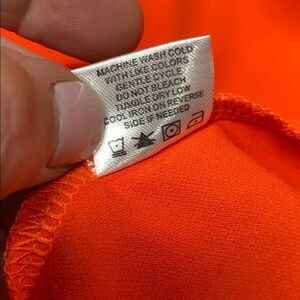 MACHINE WASH COLD
WITH LIKE COLORS
GENTLE CYCLE
DO NOT BLEACH
TUMBLE DRY LOW
COOL IRON ON REVERSE
SIDE IF NEEDED